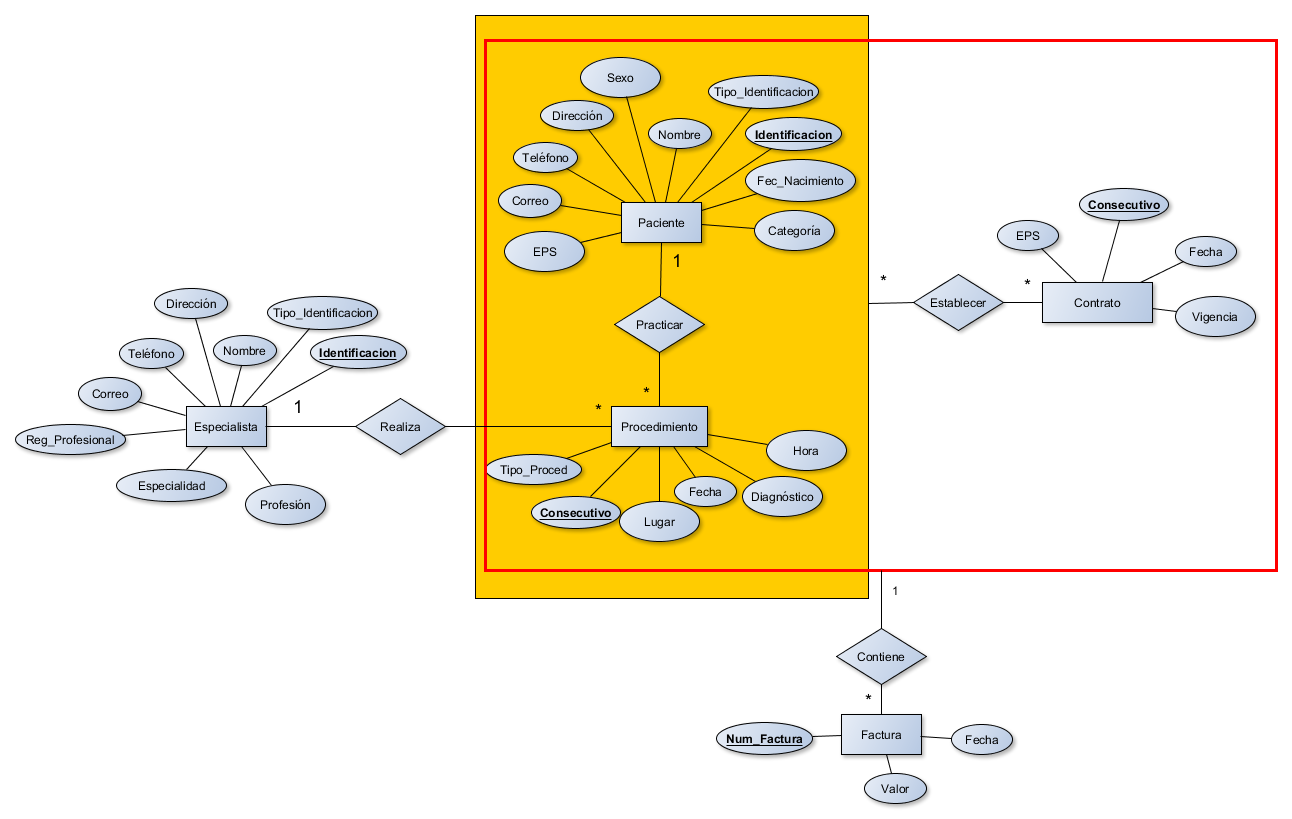 Sexo
Tipo_Identificacion
Dirección
Nombre
Identificacion
Teléfono
Fec_Nacimiento
Correo
Paciente
Categoría
EPS
1
Practicar
*
Consecutivo
EPS
Fecha
*
*
Establecer
Contrato
Vigencia
Dirección
Tipo_Identificacion
Teléfono
Nombre
Identificacion
Correo
1
*
Reg_Profesional
Especialista
Realiza
Procedimiento
Especialidad
Profesión
Hora
Tipo_Proced
Fecha
Diagnóstico
Consecutivo
Lugar
1
Contiene
*
Num_Factura
Factura
Fecha
Valor